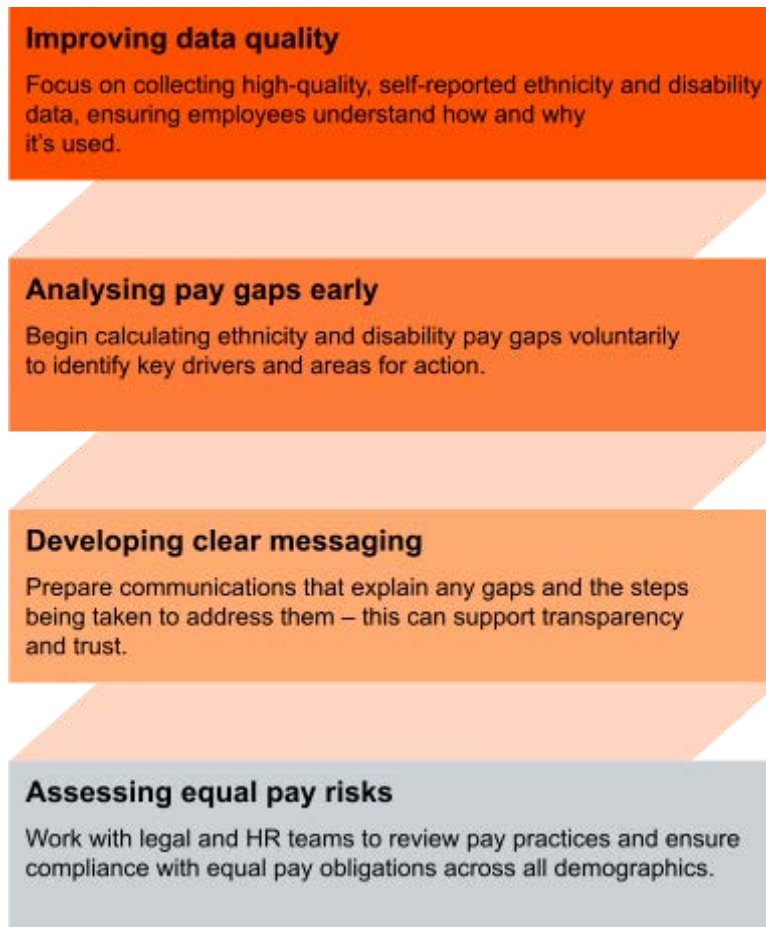 Improving data quality
Focus on collecting high-quality, self-reported ethnicity and disability
data, ensuring employees understand how and why
it's used.
Analysing pay gaps early
Begin calculating ethnicity and disability pay gaps voluntarily
to identify key drivers and areas for action.
Developing clear messaging
Prepare communications that explain any gaps and the steps
being taken to address them – this can support transparency
and trust.
Assessing equal pay risks
Work with legal and HR teams to review pay practices and ensure
compliance with equal pay obligations across all demographics.